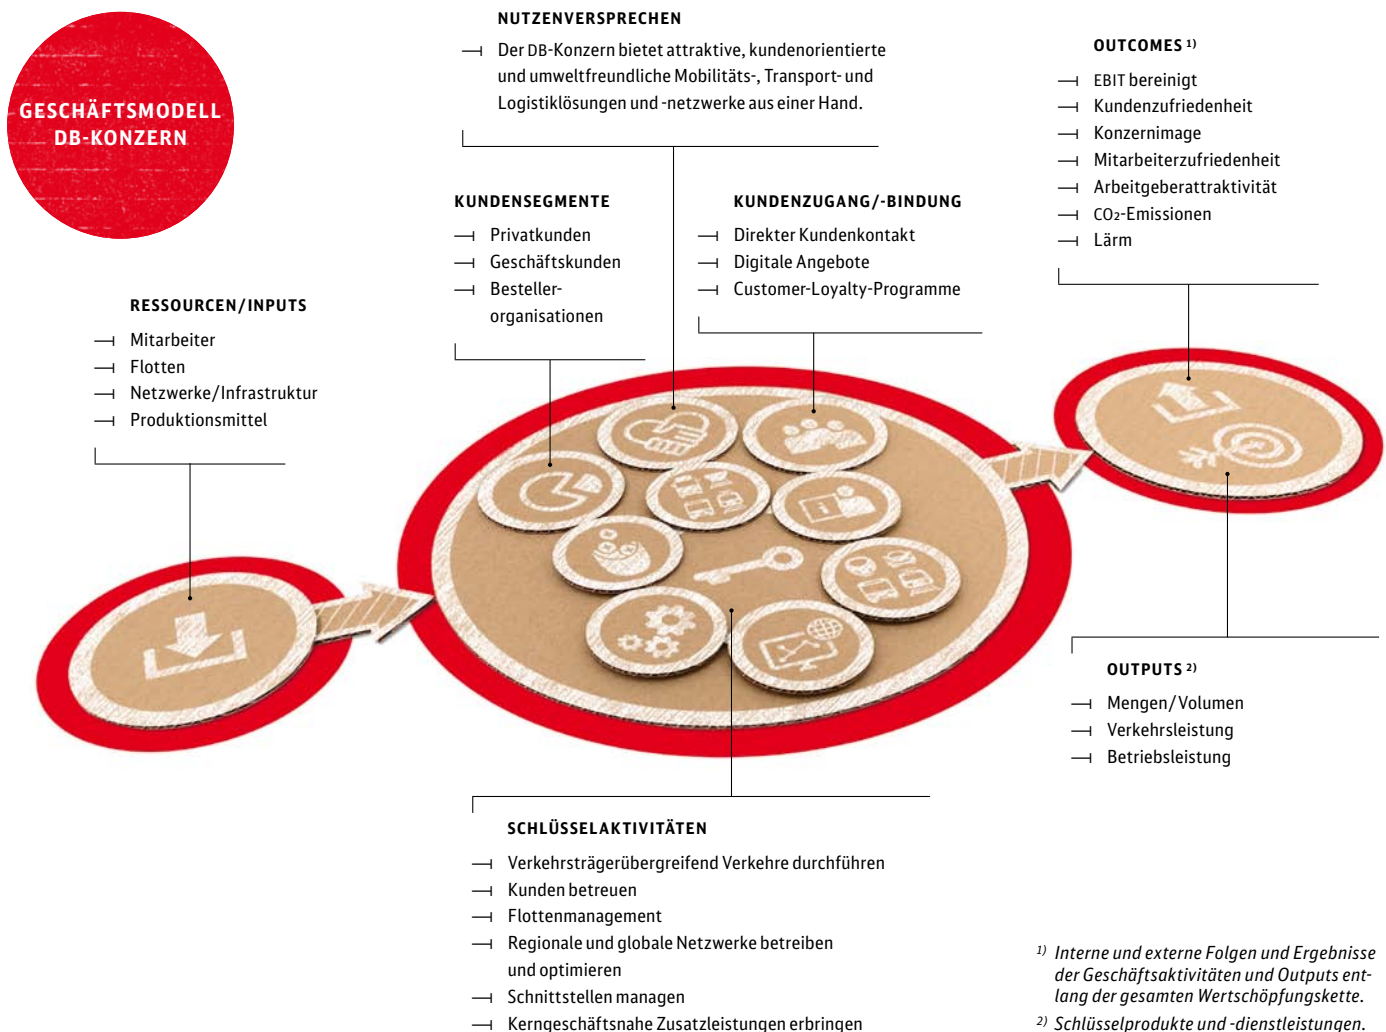 GESCHÄFTSMODELL
DB-KONZERN
NUTZENVERSPRECHEN
Der DB-Konzern bietet attraktive, kundenorientierte
und umweltfreundliche Mobilitäts-, Transport- und
Logistiklösungen und -netzwerke aus einer Hand.
OUTCOMES 1)
EBIT bereinigt
Kundenzufriedenheit
Konzernimage
Mitarbeiterzufriedenheit
Arbeitgeberattraktivität
CO2-Emissionen
Lärm
KUNDENSEGMENTE
Privatkunden
Geschäftskunden
Besteller-
organisationen
KUNDENZUGANG/-BINDUNG
Direkter Kundenkontakt
Digitale Angebote
Customer-Loyalty-Programme
RESSOURCEN/INPUTS
Mitarbeiter
Flotten
Netzwerke/Infrastruktur
Produktionsmittel
OUTPUTS 2)
Mengen/Volumen
Verkehrsleistung
Betriebsleistung
SCHLÜSSELAKTIVITÄTEN
Verkehrsträgerübergreifend Verkehre durchführen
Kunden betreuen
Flottenmanagement
Regionale und globale Netzwerke betreiben
und optimieren
Schnittstellen managen
Kerngeschäftsnahe Zusatzleistungen erbringen
1) Interne und externe Folgen und Ergebnisse
der Geschäftsaktivitäten und Outputs ent-
lang der gesamten Wertschöpfungskette.
2) Schlüsselprodukte und -dienstleistungen.